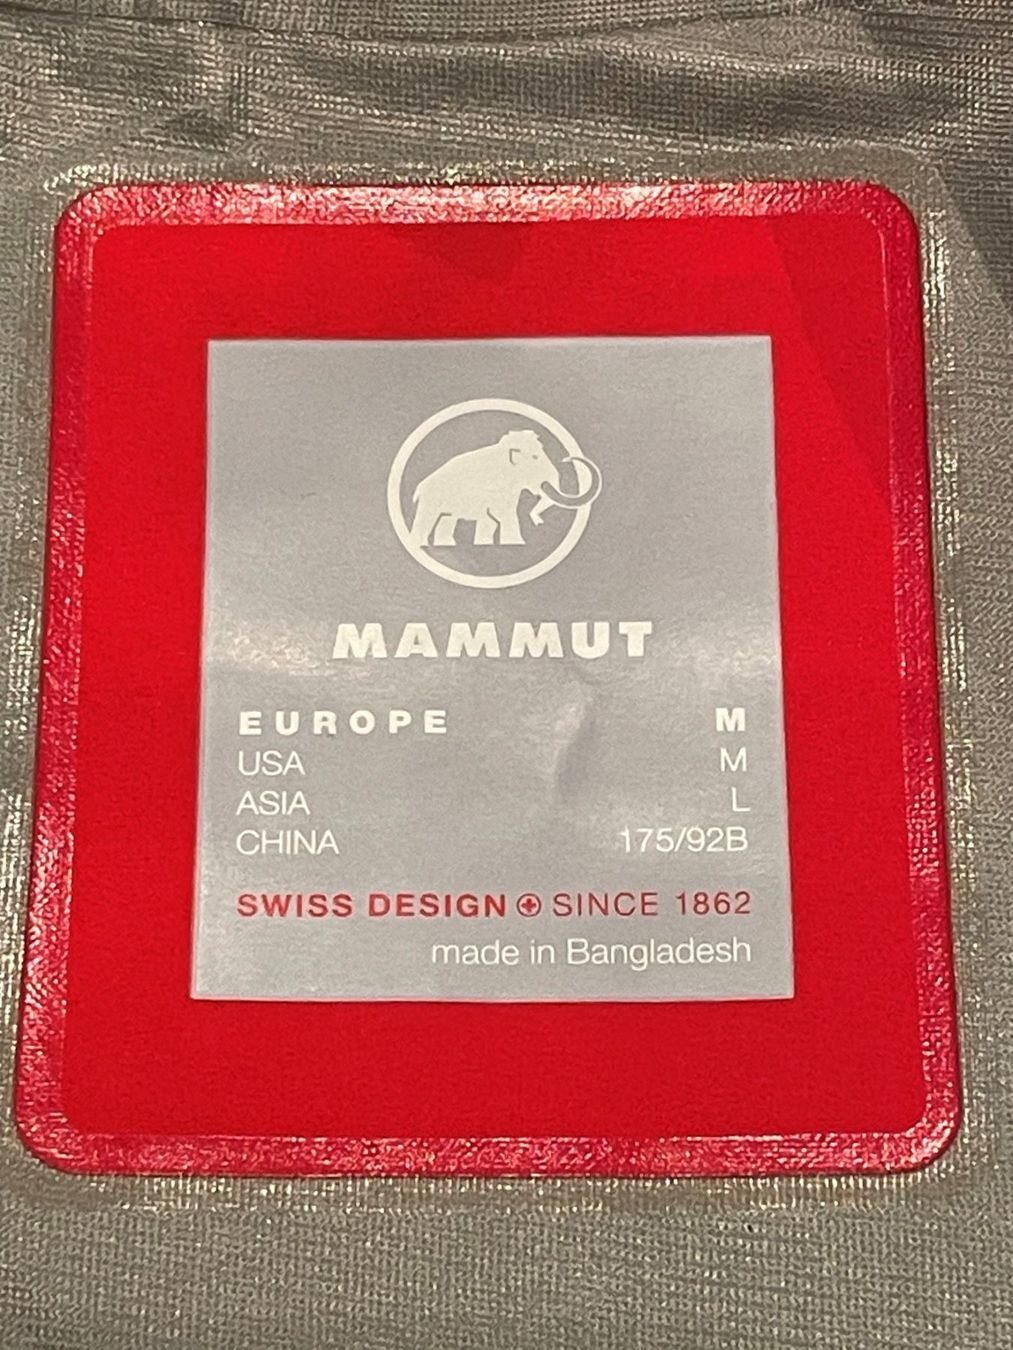 MAMMUT
EUROPE M
USA M
ASIA L
CHINA 175/92B
SWISS DESIGN SINCE 1862
made in Bangladesh